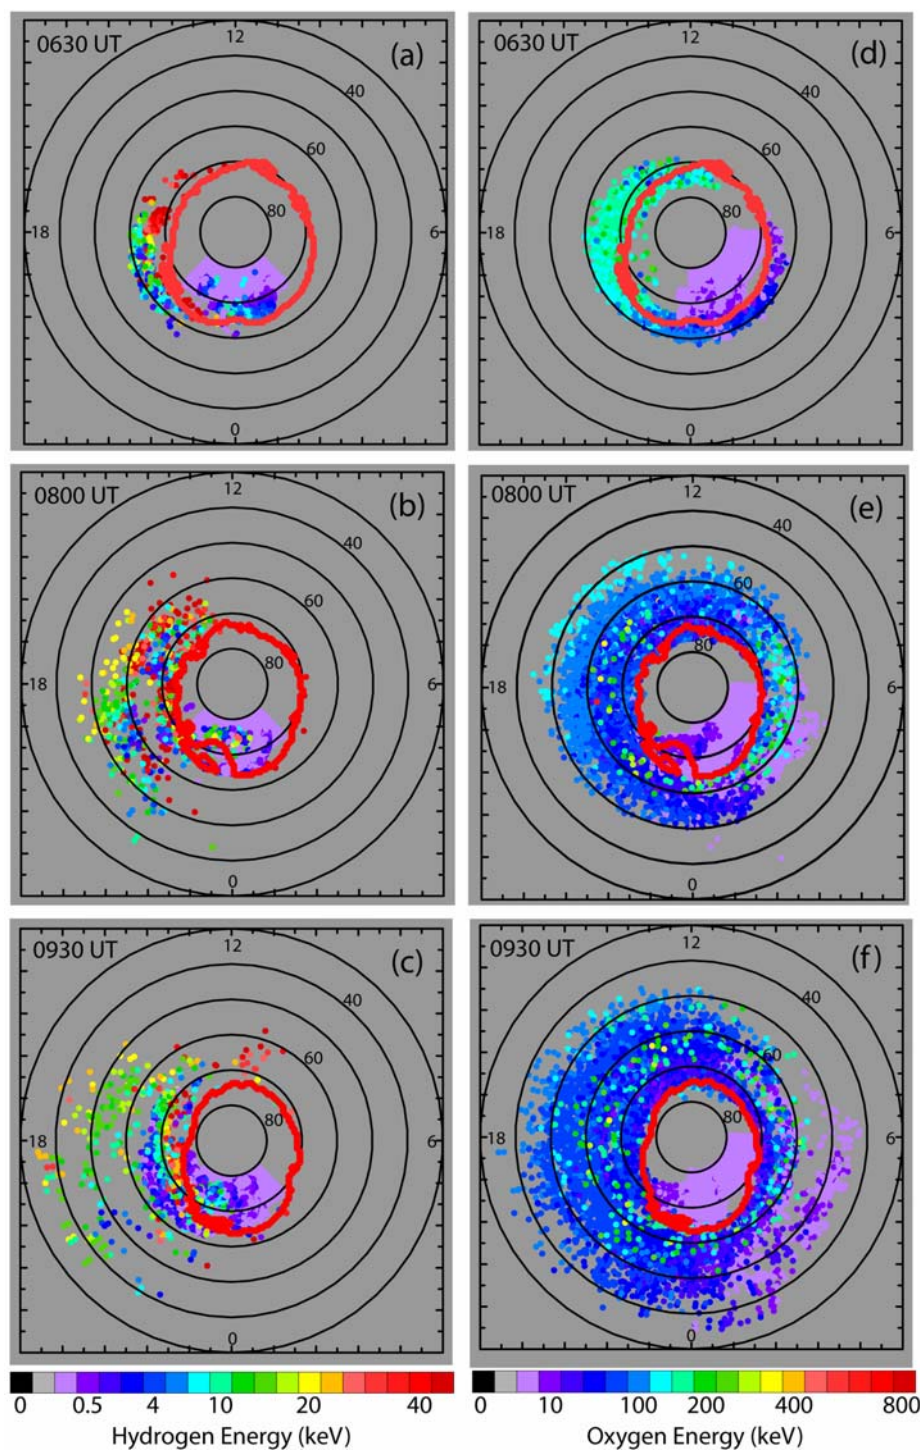 0630 UT
12
(a)
40
60
80
18
6
0
0630 UT
12
(d)
40
60
80
18
6
0
0800 UT
12
(b)
40
60
80
18
6
0
0800 UT
12
(e)
40
60
80
18
6
0
0930 UT
12
(c)
40
60
80
18
6
0
0930 UT
12
(f)
40
60
80
18
6
0
0 0.5 4 10 20 40
Hydrogen Energy (keV)
0 10 100 200 400 800
Oxygen Energy (keV)